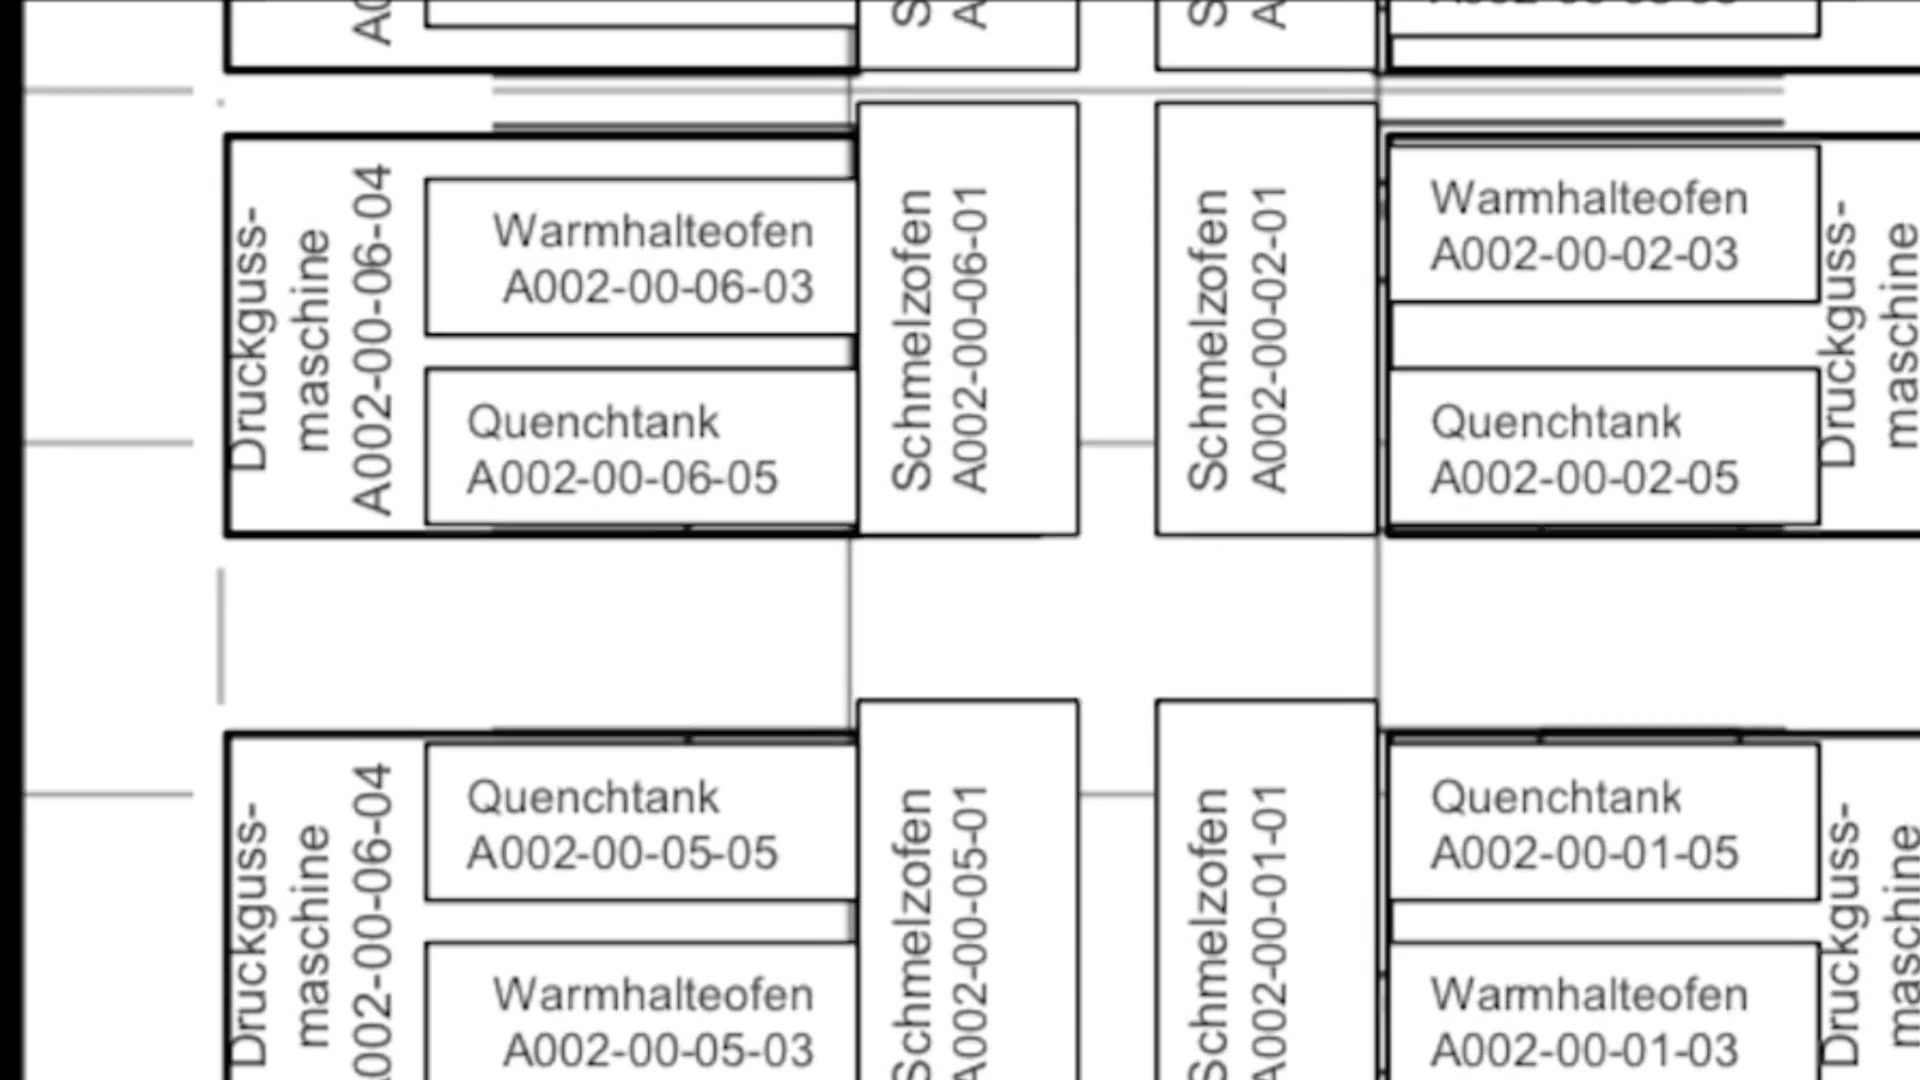 Druckguss-
maschine
A002-00-06-04
Warmhalteofen
A002-00-06-03
Quenchtank
A002-00-06-05
Schmelzofen
A002-00-06-01
Schmelzofen
A002-00-02-01
Warmhalteofen
A002-00-02-03
Quenchtank
A002-00-02-05
Druckguss-
maschine
Druckguss-
maschine
A002-00-06-04
Quenchtank
A002-00-05-05
Warmhalteofen
A002-00-05-03
Schmelzofen
A002-00-05-01
Schmelzofen
A002-00-01-01
Quenchtank
A002-00-01-05
Warmhalteofen
A002-00-01-03
Druckguss-
maschine